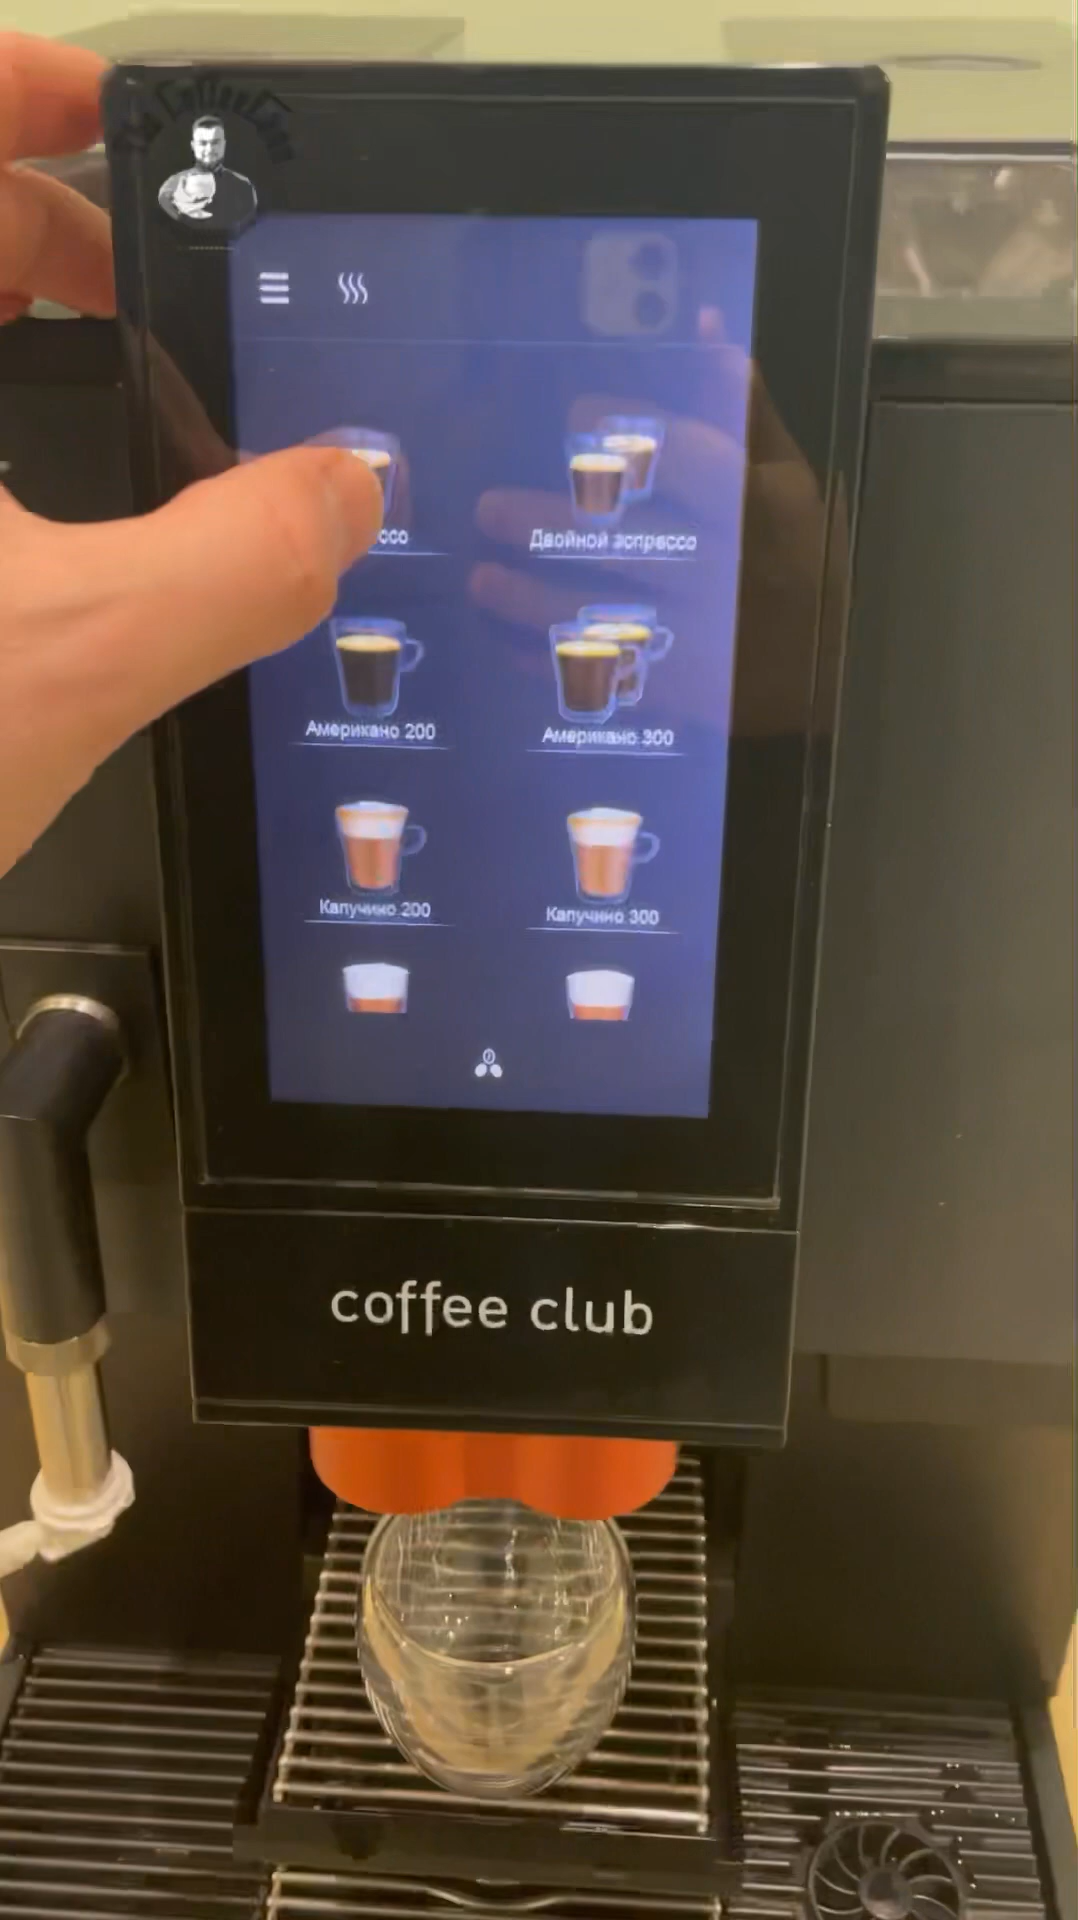 Двойной эспрессо
Американо 200
Американо 300
Капучино 200
Капучино 300
coffee club